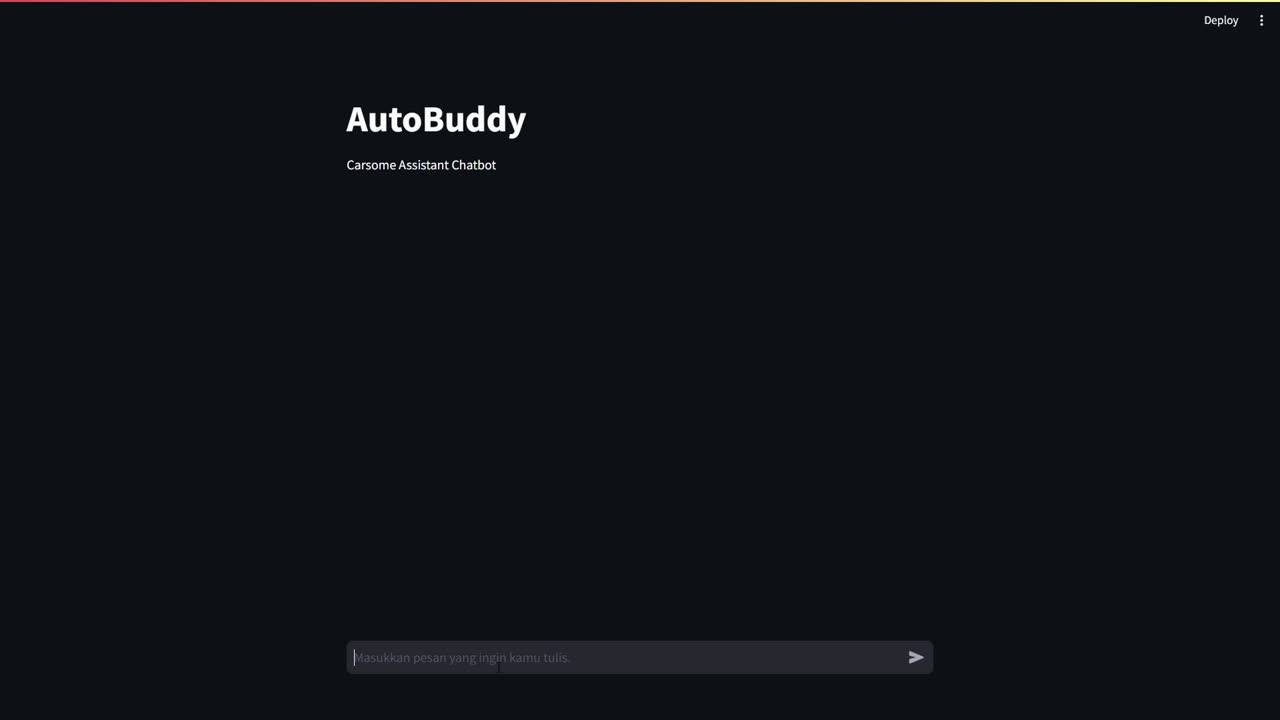 Deploy
AutoBuddy
Carsome Assistant Chatbot
Masukkan pesan yang ingin kamu tulis.